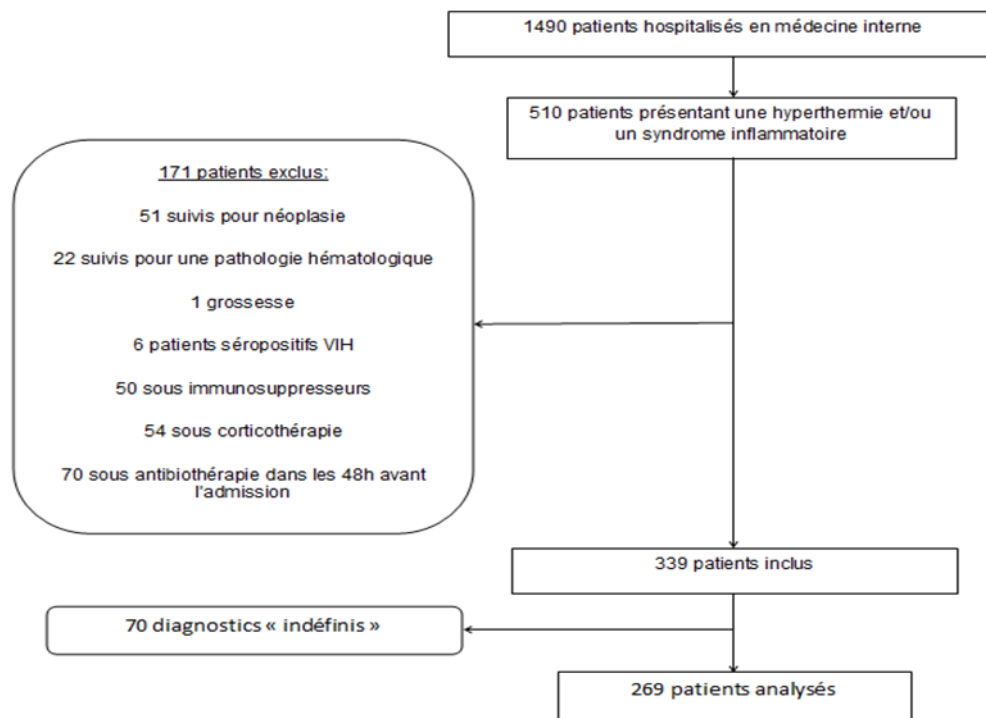 1490 patients hospitalisés en médecine interne
510 patients présentant une hyperthermie et/ou
un syndrome inflammatoire
171 patients exclus:
51 suivis pour néoplasie
22 suivis pour une pathologie hématologique
1 grossesse
6 patients séropositifs VIH
50 sous immunosuppresseurs
54 sous corticothérapie
70 sous antibiothérapie dans les 48h avant
l'admission
339 patients inclus
70 diagnostics « indéfinis »
269 patients analysés